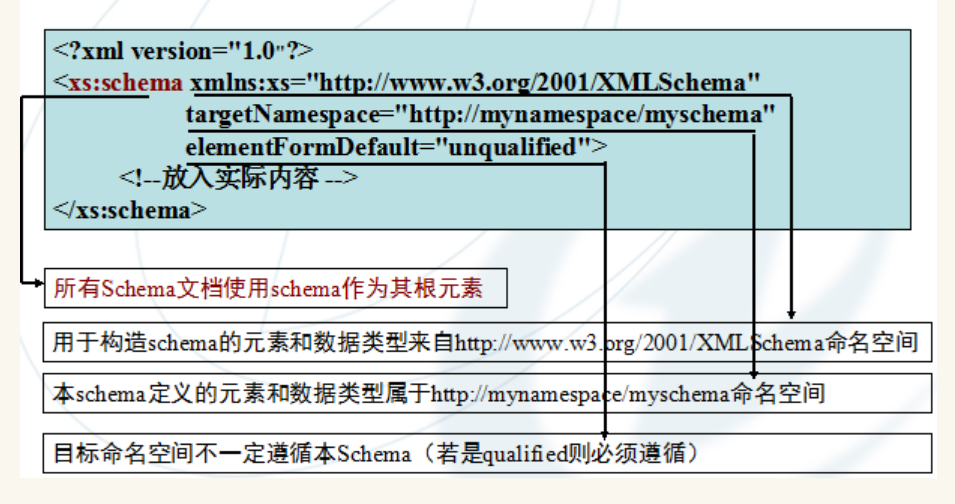 <?xml version="1.0"?>
<xs:schema xmlns:xs="http://www.w3.org/2001/XMLSchema"
targetNamespace="http://mynamespace/myschema"
elementFormDefault="unqualified">
<!--放入实际内容 -->
</xs:schema>
所有Schema文档使用schema作为其根元素
用于构造schema的元素和数据类型来自http://www.w3.org/2001/XMLSchema命名空间
本schema定义的元素和数据类型属于http://mynamespace/myschema命名空间
目标命名空间不一定遵循本Schema（若是qualified则必须遵循）